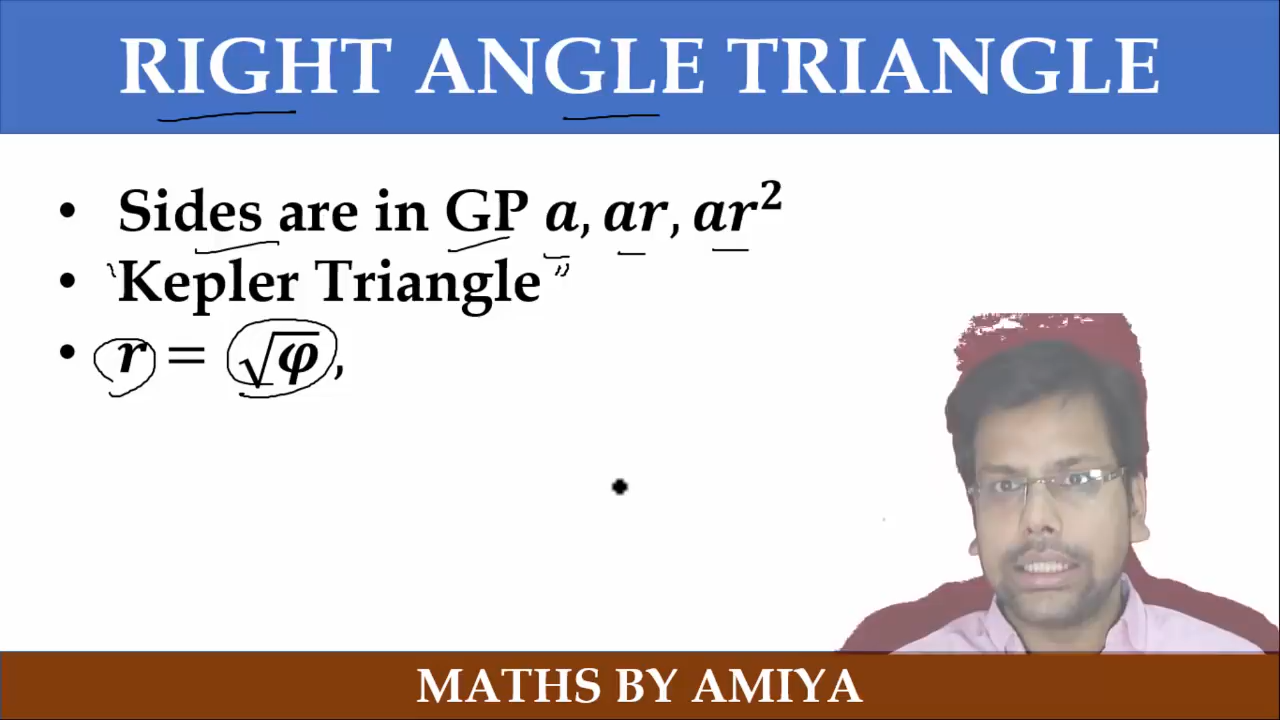 RIGHT ANGLE TRIANGLE
• Sides are in GP a, ar, ar²
• "Kepler Triangle"
• r = √φ,
MATHS BY AMIYA